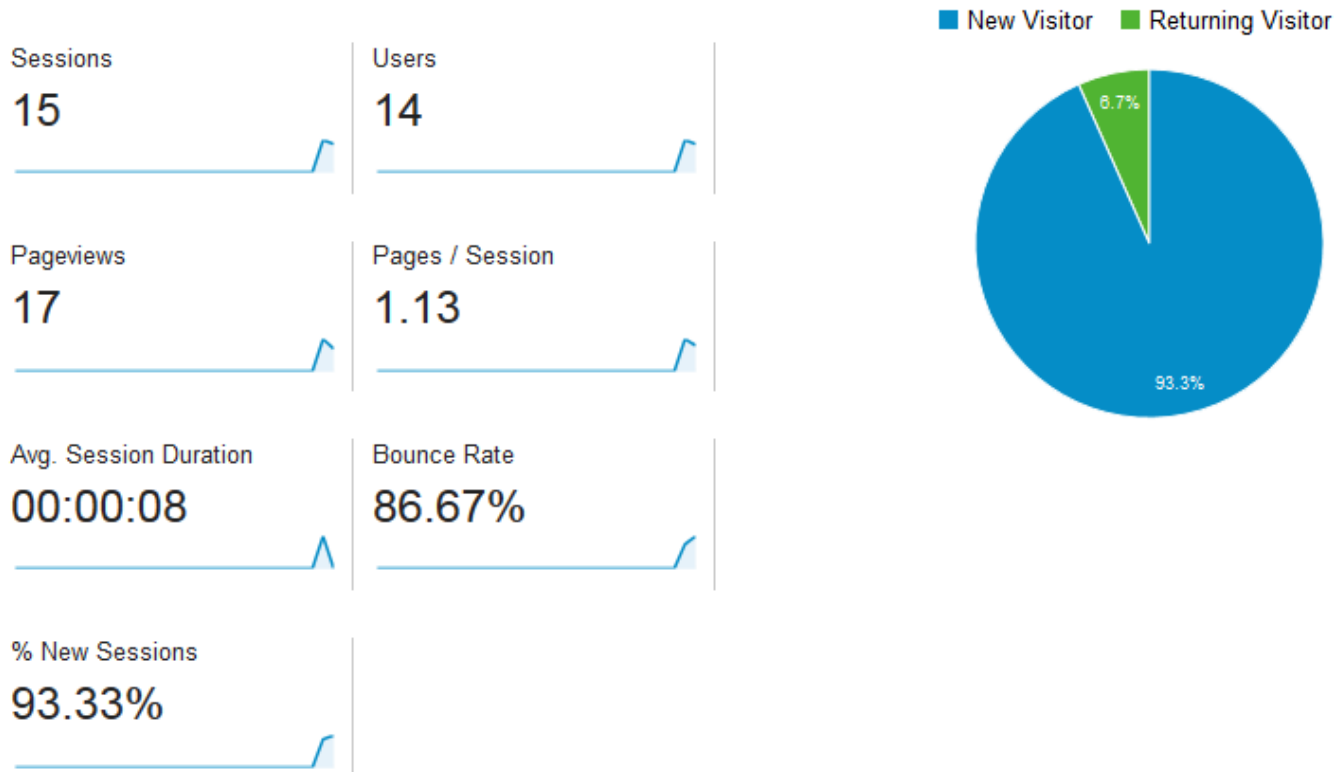 New Visitor Returning Visitor
Sessions Users
15 14
6.7%
Pageviews Pages / Session
17 1.13
93.3%
Avg. Session Duration Bounce Rate
00:00:08 86.67%
% New Sessions
93.33%